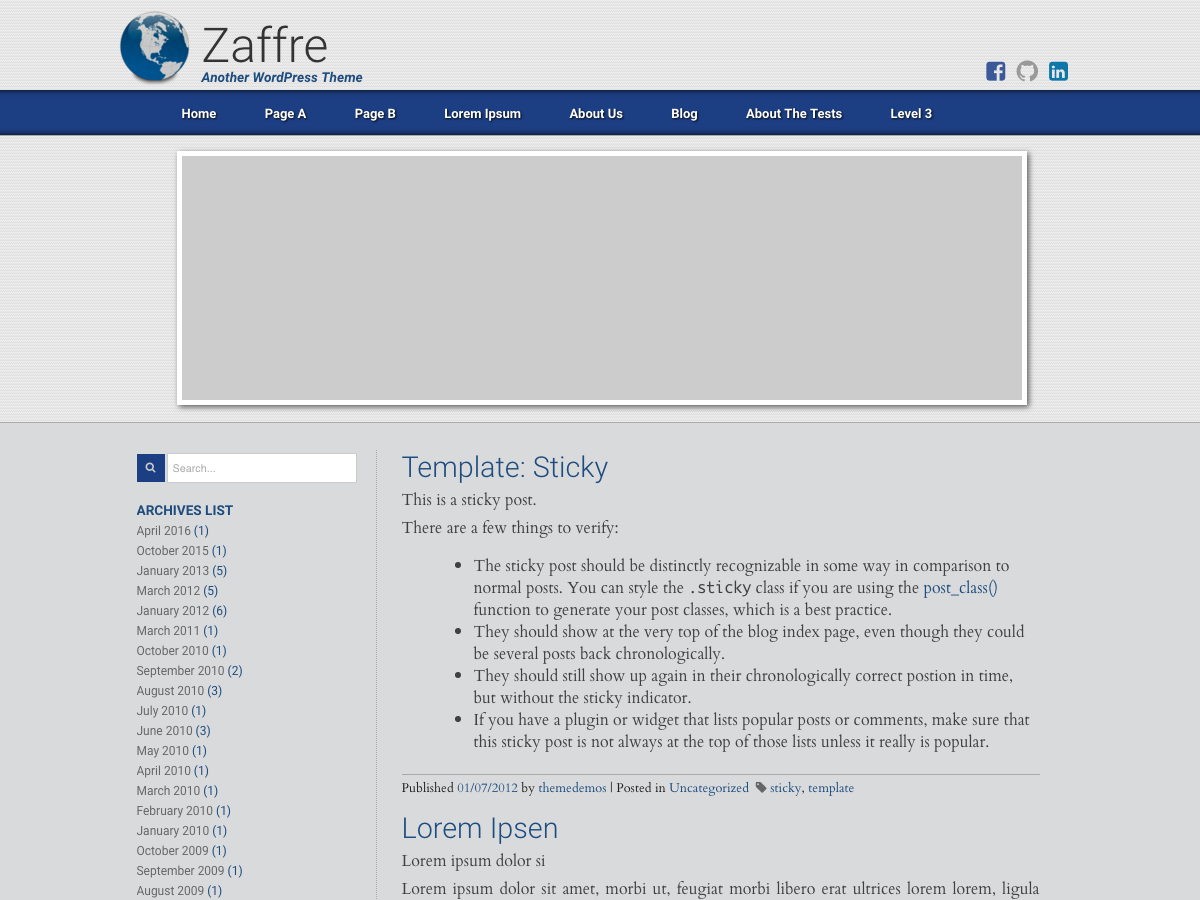 Zaffre
Another WordPress Theme
Home Page A Page B Lorem Ipsum About Us Blog About The Tests Level 3
Search...
ARCHIVES LIST
April 2016 (1)
October 2015 (1)
January 2013 (5)
March 2012 (5)
January 2012 (6)
March 2011 (1)
October 2010 (1)
September 2010 (2)
August 2010 (3)
July 2010 (1)
June 2010 (3)
May 2010 (1)
April 2010 (1)
March 2010 (1)
February 2010 (1)
January 2010 (1)
October 2009 (1)
September 2009 (1)
August 2009 (1)
Template: Sticky
This is a sticky post.
There are a few things to verify:
• The sticky post should be distinctly recognizable in some way in comparison to
normal posts. You can style the .sticky class if you are using the post_class()
function to generate your post classes, which is a best practice.
• They should show at the very top of the blog index page, even though they could
be several posts back chronologically.
• They should still show up again in their chronologically correct postion in time,
but without the sticky indicator.
• If you have a plugin or widget that lists popular posts or comments, make sure that
this sticky post is not always at the top of those lists unless it really is popular.
Published 01/07/2012 by themedemos | Posted in Uncategorized sticky, template
Lorem Ipsen
Lorem ipsum dolor si
Lorem ipsum dolor sit amet, morbi ut, feugiat morbi libero erat ultrices lorem lorem, ligula